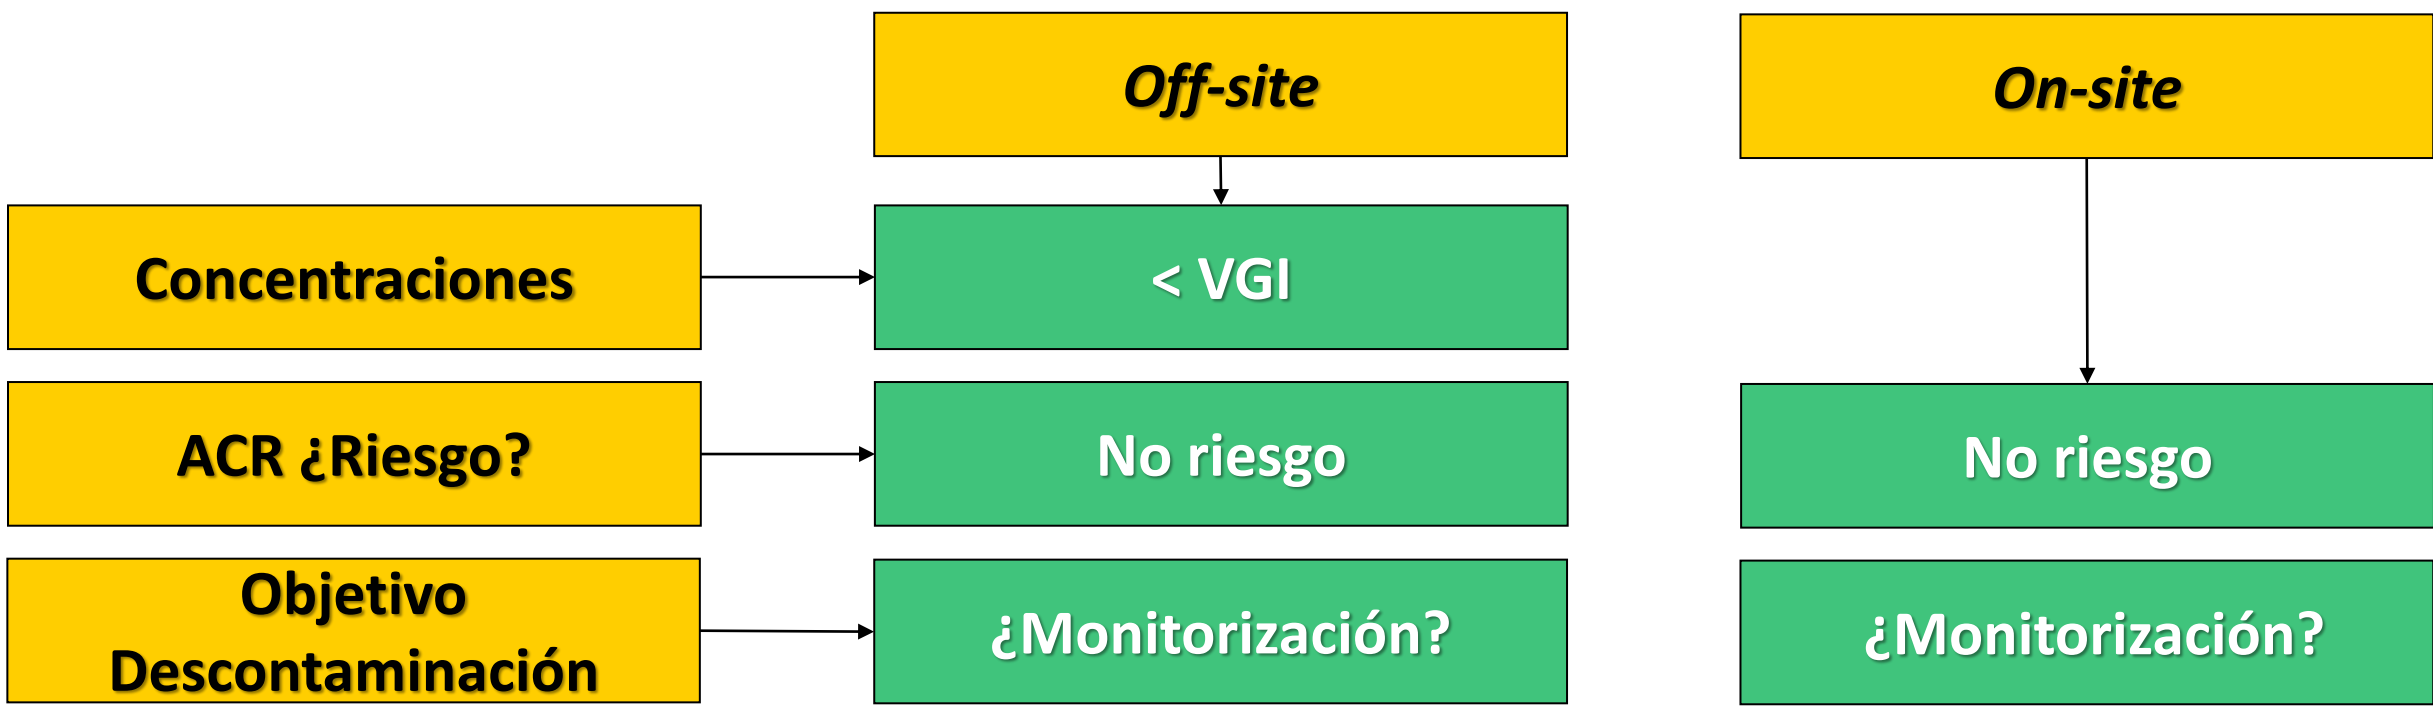 Off-site
On-site
Concentraciones
< VGI
ACR ¿Riesgo?
No riesgo
No riesgo
Objetivo
Descontaminación
¿Monitorización?
¿Monitorización?